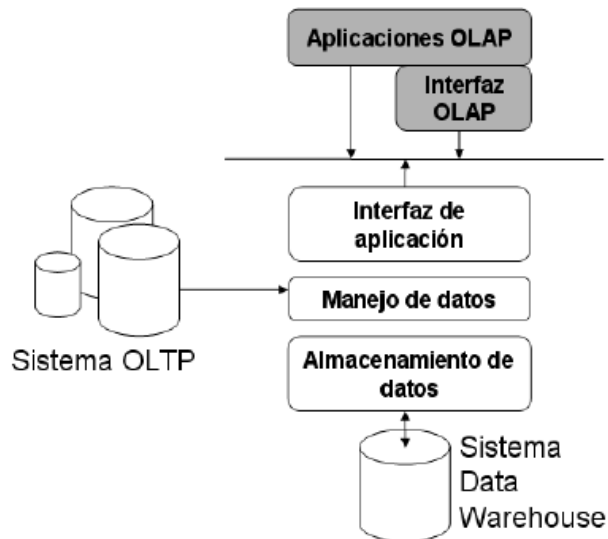 Aplicaciones OLAP
Interfaz
OLAP
Interfaz de
aplicación
Manejo de datos
Sistema OLTP
Almacenamiento de
datos
Sistema
Data
Warehouse